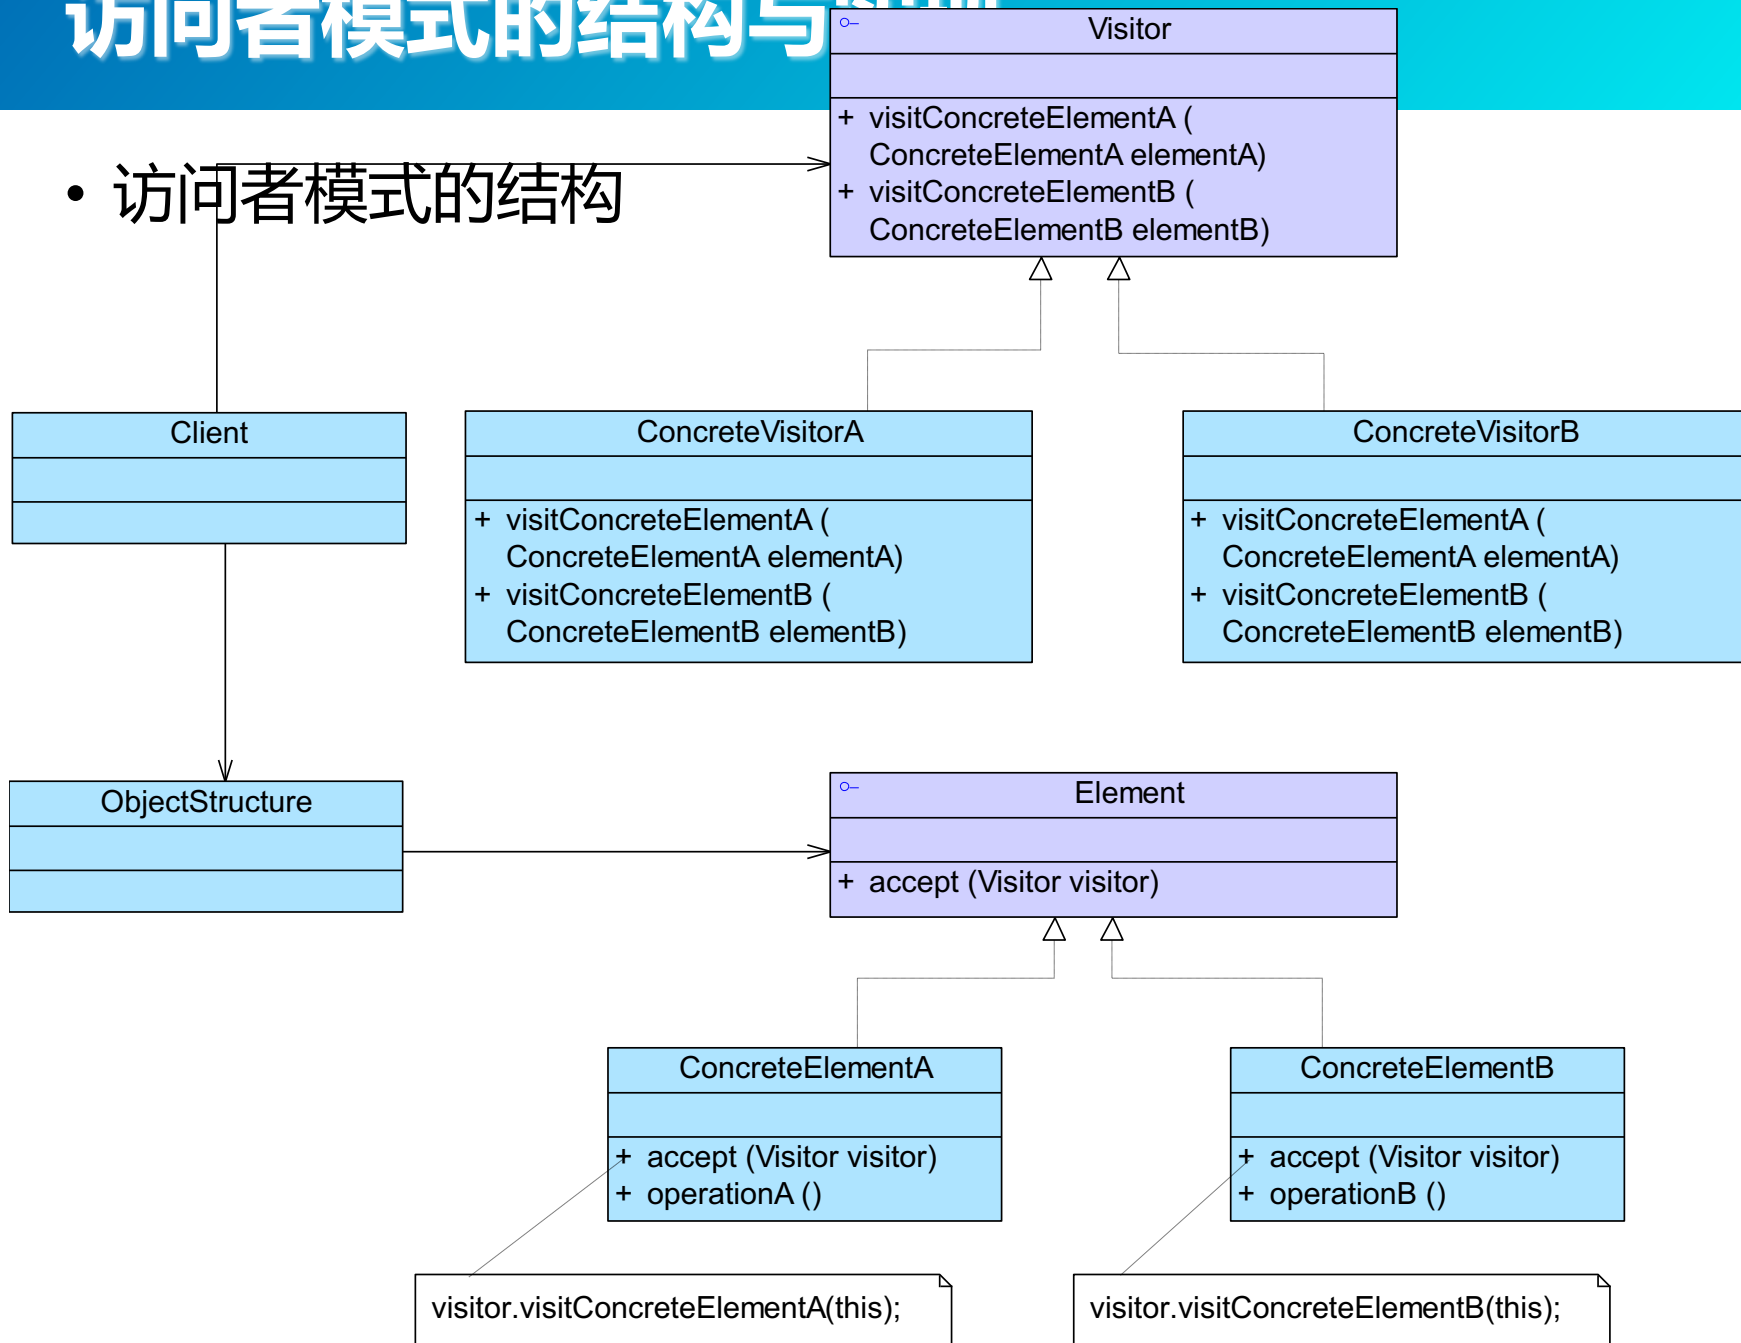 访问者模式的结构与
• 访问者模式的结构
Visitor
+ visitConcreteElementA (
ConcreteElementA elementA)
+ visitConcreteElementB (
ConcreteElementB elementB)
Client
ConcreteVisitorA
+ visitConcreteElementA (
ConcreteElementA elementA)
+ visitConcreteElementB (
ConcreteElementB elementB)
ConcreteVisitorB
+ visitConcreteElementA (
ConcreteElementA elementA)
+ visitConcreteElementB (
ConcreteElementB elementB)
ObjectStructure
Element
+ accept (Visitor visitor)
ConcreteElementA
+ accept (Visitor visitor)
+ operationA ()
ConcreteElementB
+ accept (Visitor visitor)
+ operationB ()
visitor.visitConcreteElementA(this);
visitor.visitConcreteElementB(this);